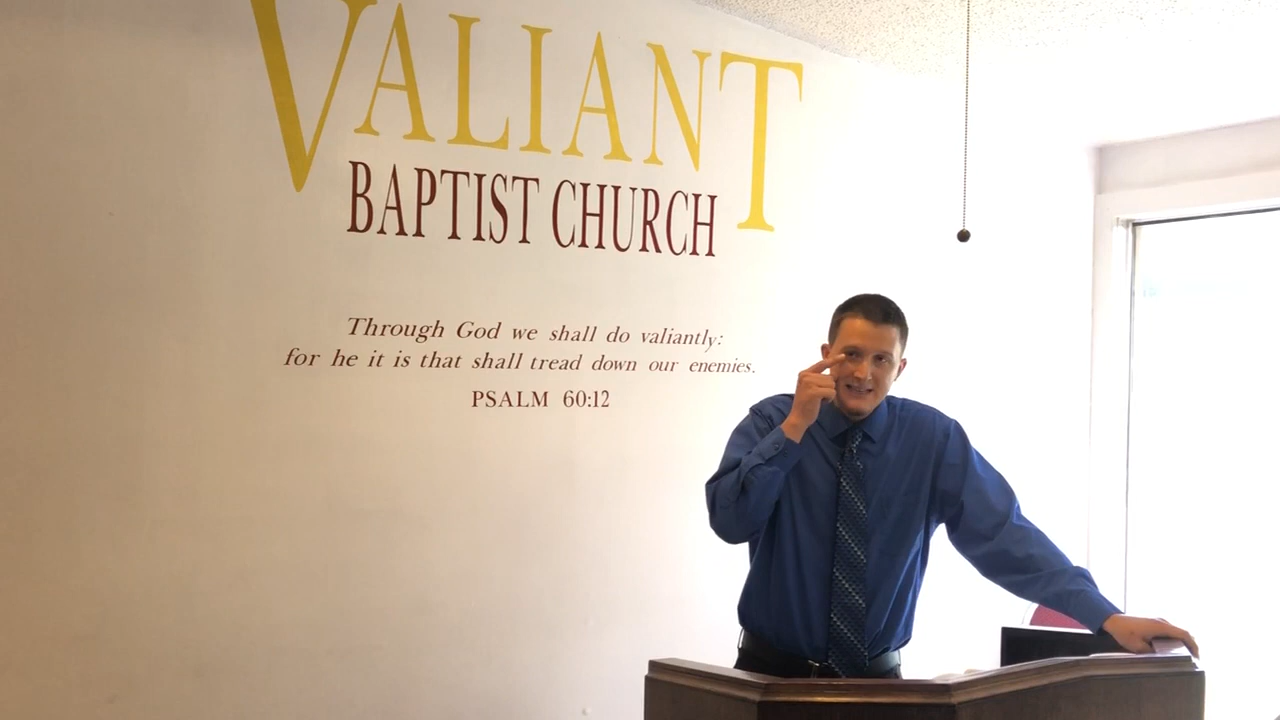 VALIANT
BAPTIST CHURCH
Through God we shall do valiantly:
for he it is that shall tread down our enemies.
PSALM 60:12